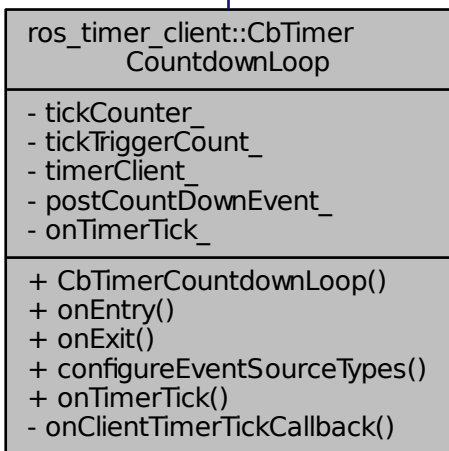 ros_timer_client::CbTimer
CountdownLoop
- tickCounter_
- tickTriggerCount_
- timerClient_
- postCountDownEvent_
- onTimerTick_
+ CbTimerCountdownLoop()
+ onEntry()
+ onExit()
+ configureEventSourceTypes()
+ onTimerTick()
- onClientTimerTickCallback()